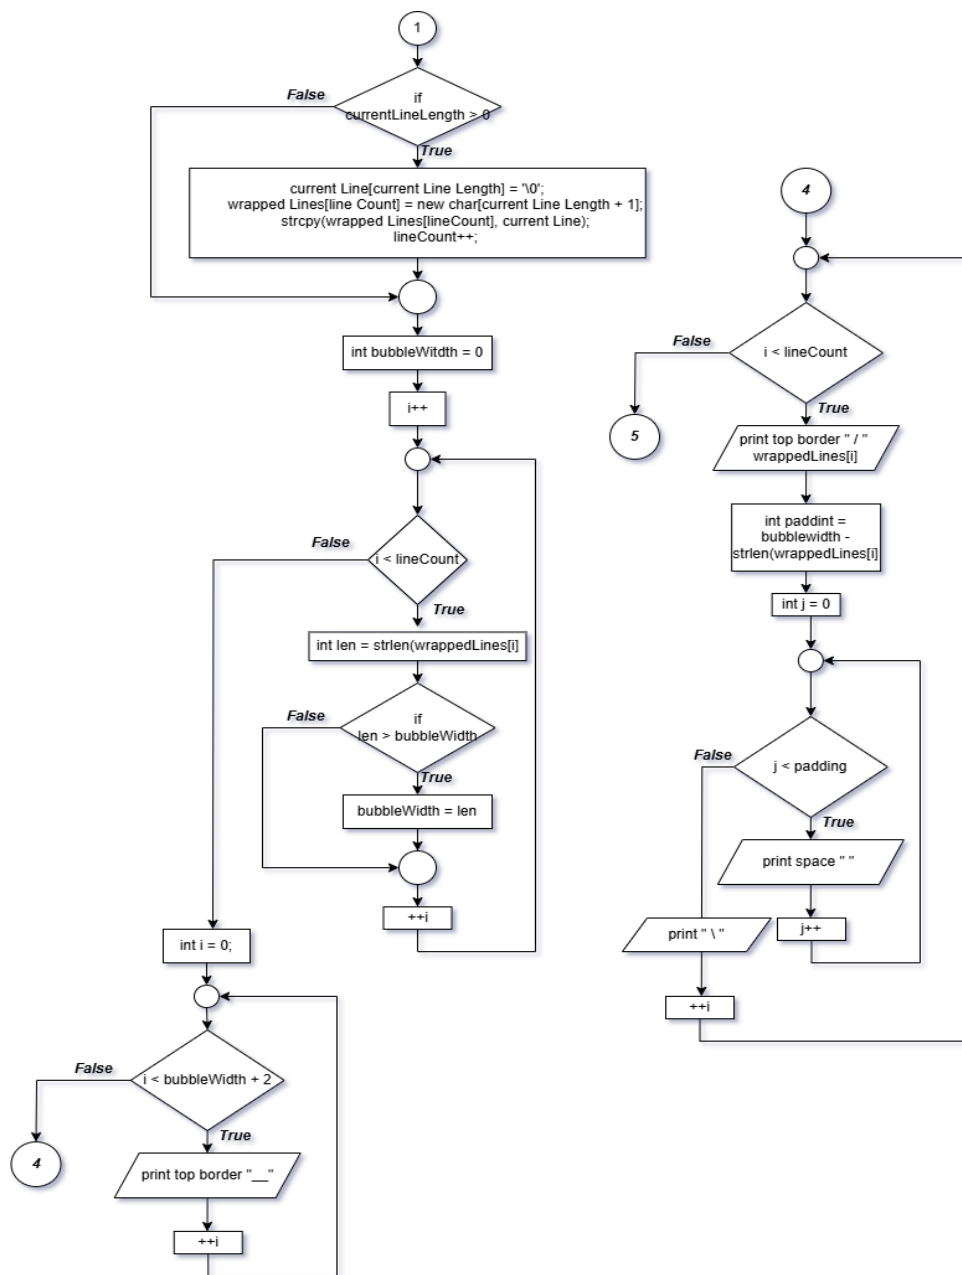 1
if
currentLineLength > 0
False
True
current Line[current Line Length] = '\0';
wrapped Lines[line Count] = new char[current Line Length + 1];
strcpy(wrapped Lines[lineCount], current Line);
lineCount++;
int bubbleWitdth = 0
i++
i < lineCount
False
True
int len = strlen(wrappedLines[i]
if
len > bubbleWidth
False
True
bubbleWidth = len
++i
int i = 0;
i < bubbleWidth + 2
False
4
True
print top border "__"
++i
4
i < lineCount
False
5
True
print top border " / "
wrappedLines[i]
int paddint =
bubblewidth -
strlen(wrappedLines[i]
int j = 0
j < padding
False
True
print space " "
j++
print " \ "
++i